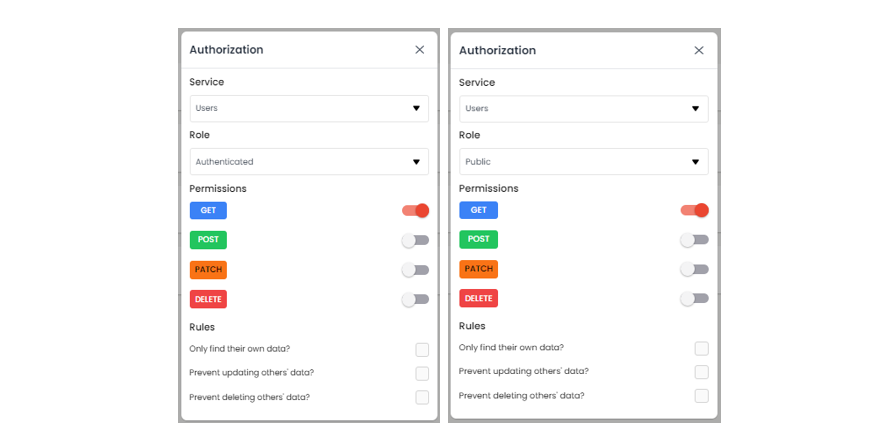 Authorization
Service
Users
Role
Authenticated
Permissions
GET
POST
PATCH
DELETE
Rules
Only find their own data?
Prevent updating others' data?
Prevent deleting others' data?
Authorization
Service
Users
Role
Public
Permissions
GET
POST
PATCH
DELETE
Rules
Only find their own data?
Prevent updating others' data?
Prevent deleting others' data?